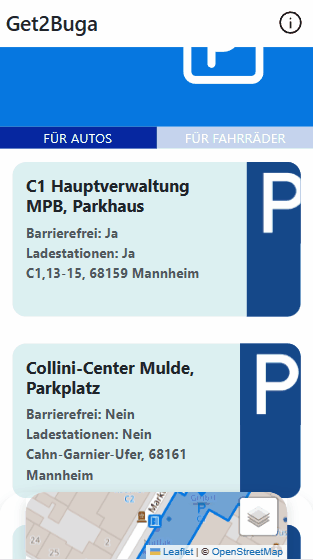 Get2Buga
P
FÜR AUTOS
FÜR FAHRRÄDER
C1 Hauptverwaltung
MPB, Parkhaus
Barrierefrei: Ja
Ladestationen: Ja
C1,13-15, 68159 Mannheim
P
Collini-Center Mulde,
Parkplatz
Barrierefrei: Nein
Ladestationen: Nein
Cahn-Garnier-Ufer, 68161
Mannheim
P
C2
P
Leaflet | © OpenStreetMap